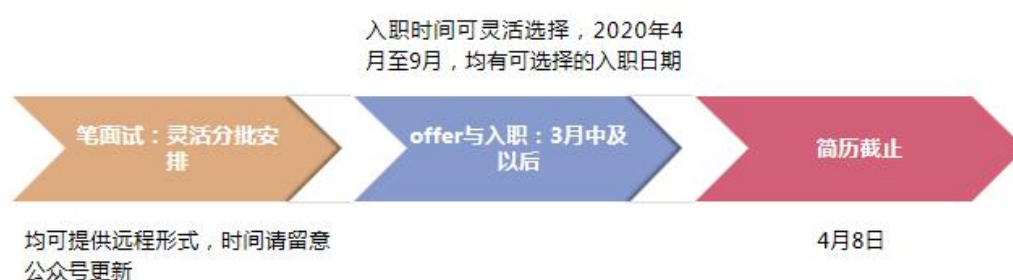 入职时间可灵活选择，2020年4
月至9月，均有可选择的入职日期
笔面试：灵活分批安
排
offer与入职：3月中及
以后
简历截止
均可提供远程形式，时间请留意
公众号更新
4月8日